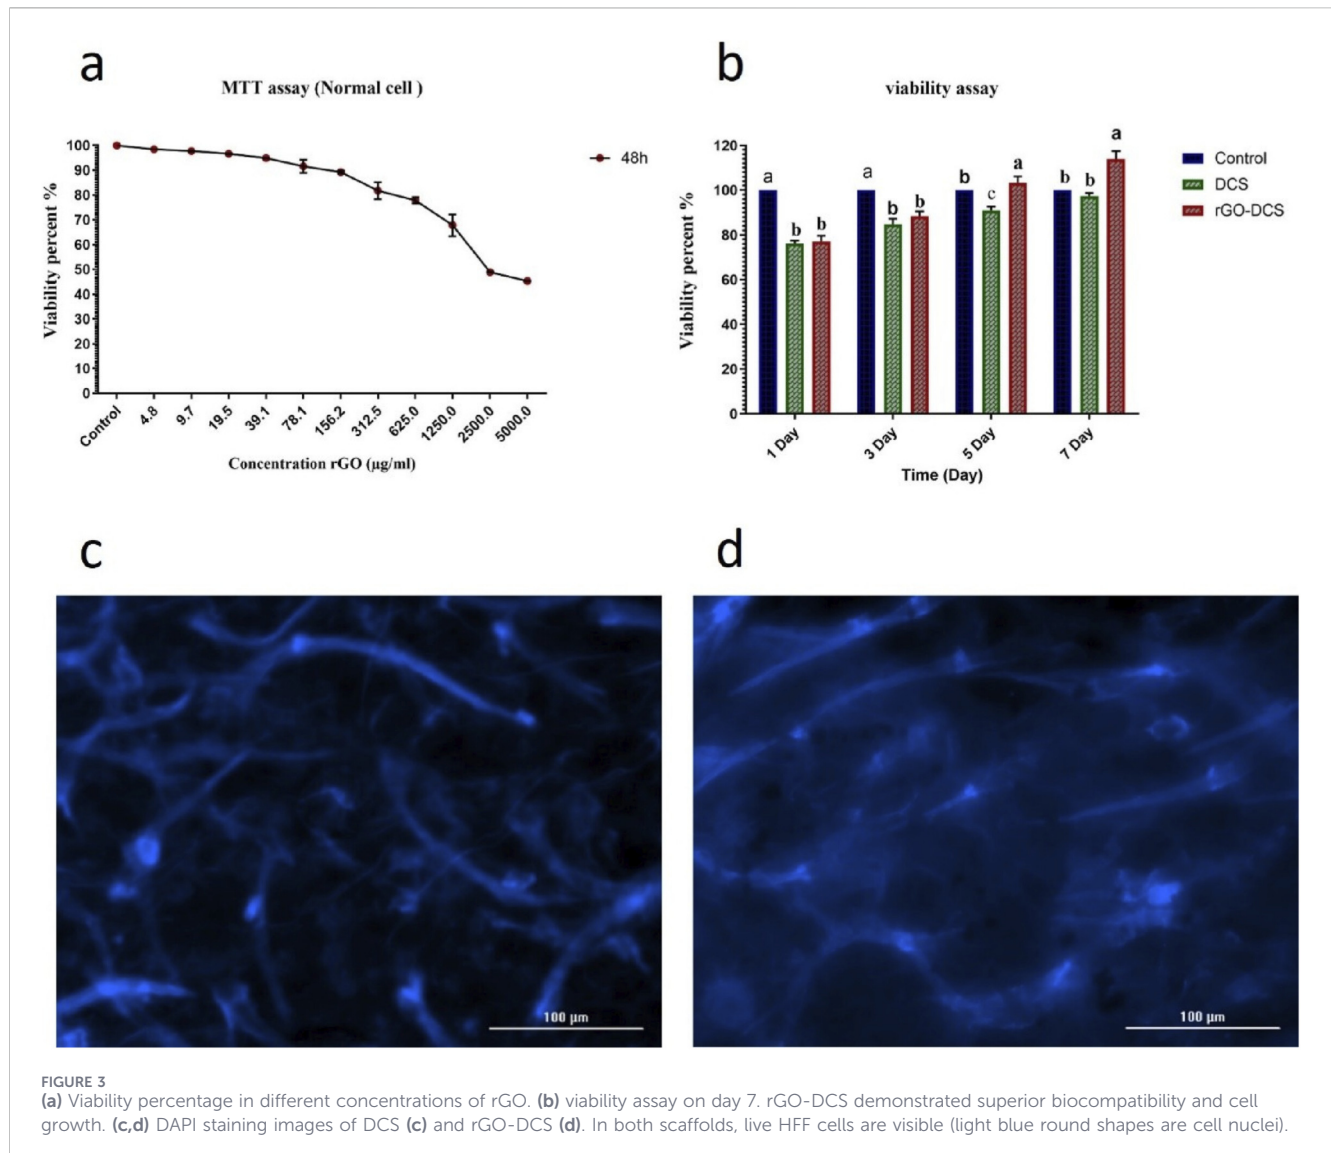 a
MTT assay (Normal cell )
Viability percent %
100
90
80
70
60
50
40
30
20
10
0
Control
4.8
9.7
19.5
39.1
78.1
156.2
312.5
625.0
1250.0
2500.0
5000.0
Concentration rGO (µg/ml)
48h
b
viability assay
Viability percent %
120
100
80
60
40
20
0
a
b
b
a
b
b
b
c
a
b
b
a
1 Day
3 Day
5 Day
7 Day
Time (Day)
Control
DCS
rGO-DCS
c
100 µm
d
100 µm
FIGURE 3
(a) Viability percentage in different concentrations of rGO. (b) viability assay on day 7. rGO-DCS demonstrated superior biocompatibility and cell
growth. (c,d) DAPI staining images of DCS (c) and rGO-DCS (d). In both scaffolds, live HFF cells are visible (light blue round shapes are cell nuclei).